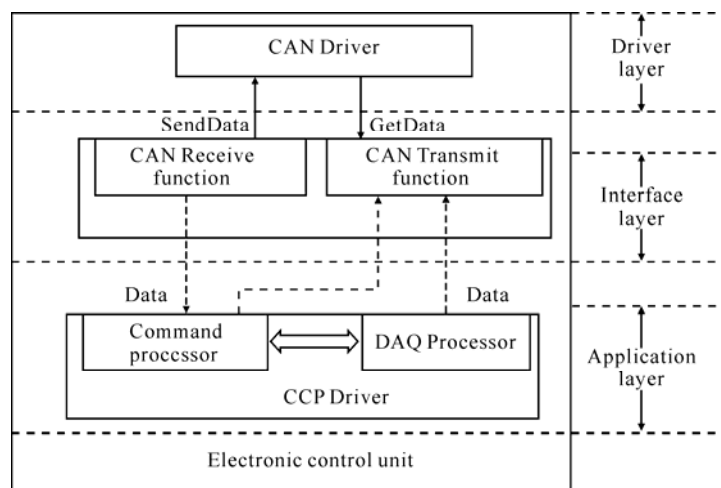 CAN Driver
Driver
layer
SendData
GetData
CAN Receive
function
CAN Transmit
function
Interface
layer
Data
Data
Command
processor
DAQ Processor
CCP Driver
Application
layer
Electronic control unit